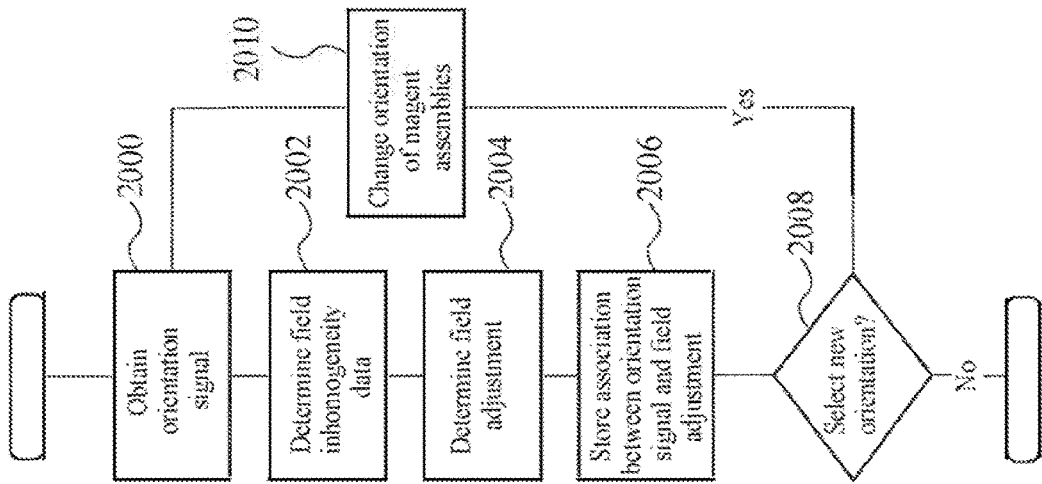 2000
Obtain
orientation
signal
2002
Determine field
inhomogeneity
data
2004
Determine field
adjustment
2006
Store association
between orientation
signal and field
adjustment
2008
Select new
orientation?
Yes
2010
Change orientation
of magent
assemblies
No